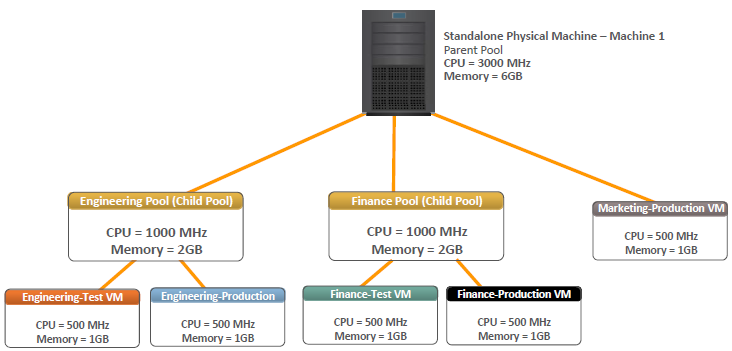 Standalone Physical Machine – Machine 1
Parent Pool
CPU = 3000 MHz
Memory = 6GB
Engineering Pool (Child Pool)
CPU = 1000 MHz
Memory = 2GB
Finance Pool (Child Pool)
CPU = 1000 MHz
Memory = 2GB
Marketing-Production VM
CPU = 500 MHz
Memory = 1GB
Engineering-Test VM
CPU = 500 MHz
Memory = 1GB
Engineering-Production
CPU = 500 MHz
Memory = 1GB
Finance-Test VM
CPU = 500 MHz
Memory = 1GB
Finance-Production VM
CPU = 500 MHz
Memory = 1GB